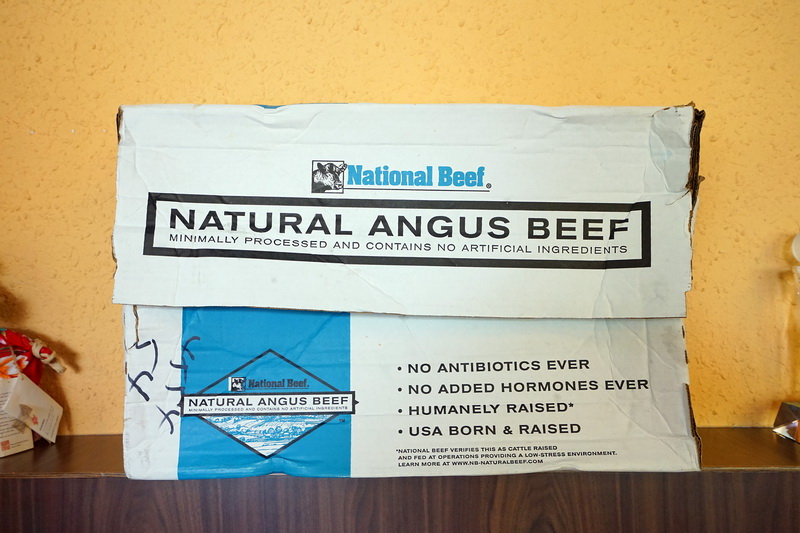 National Beef®
NATURAL ANGUS BEEF
MINIMALLY PROCESSED AND CONTAINS NO ARTIFICIAL INGREDIENTS
National Beef.
NATURAL ANGUS BEEF
MINIMALLY PROCESSED AND CONTAINS NO ARTIFICIAL INGREDIENTS
™
• NO ANTIBIOTICS EVER
• NO ADDED HORMONES EVER
• HUMANELY RAISED*
• USA BORN & RAISED
*NATIONAL BEEF VERIFIES THIS AS CATTLE RAISED
AND FED AT OPERATIONS PROVIDING A LOW-STRESS ENVIRONMENT.
LEARN MORE AT WWW.NB-NATURALBEEF.COM